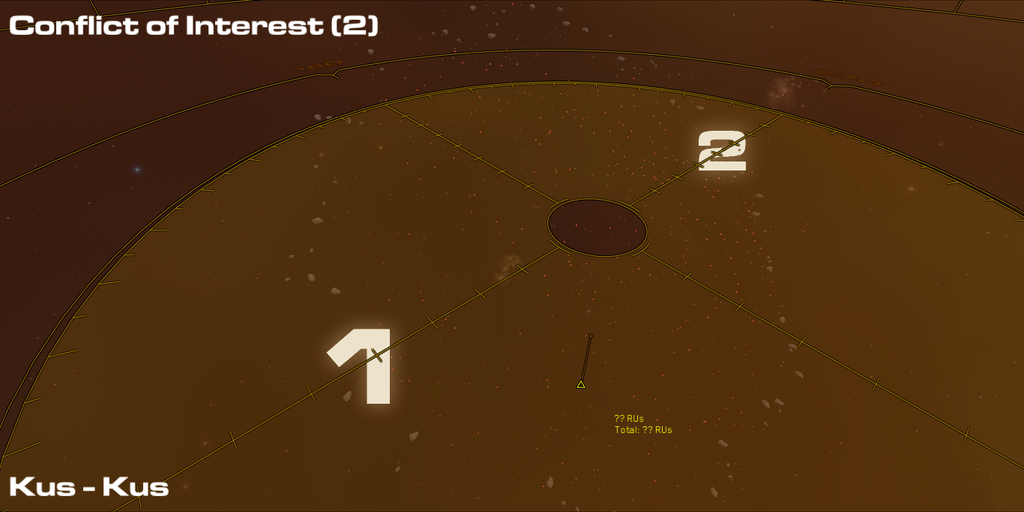 Conflict of Interest (2)
2
1
?? RUs
Total: ?? RUs
Kus - Kus